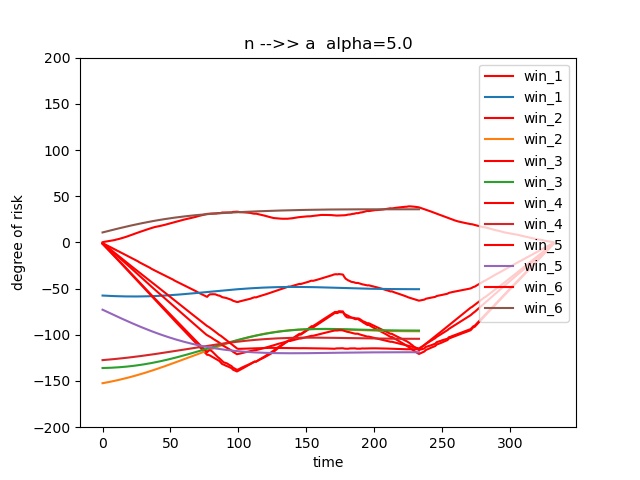 n -->> a  alpha=5.0
200
150
100
50
0
−50
−100
−150
−200
degree of risk
0 50 100 150 200 250 300
time
win_1
win_1
win_2
win_2
win_3
win_3
win_4
win_4
win_5
win_5
win_6
win_6